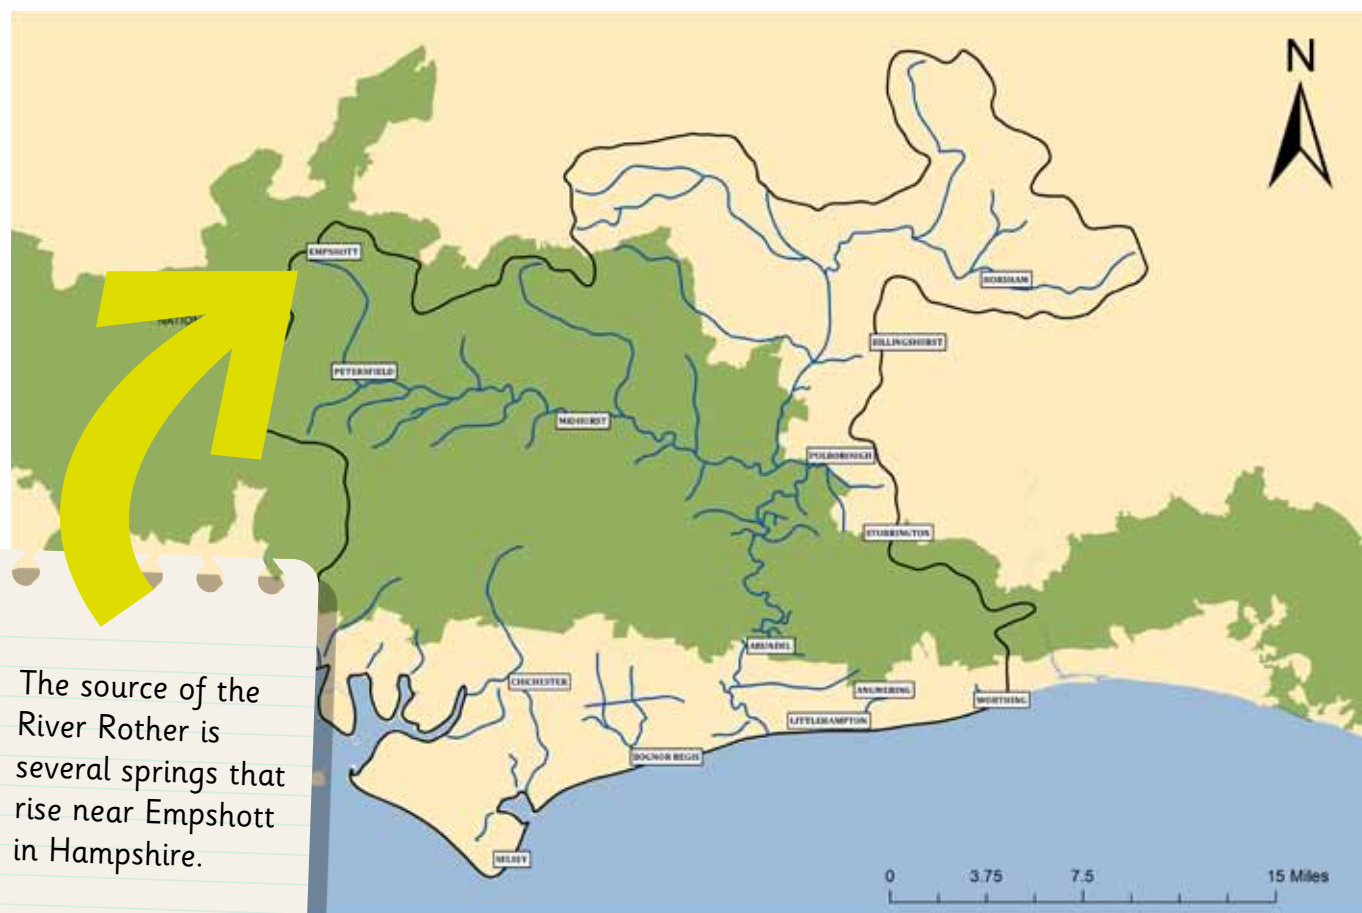 N
EMPSHOTT
NATION
HORSHAM
BILLINGSHURST
PETERSFIELD
MIDHURST
PULBOROUGH
STORRINGTON
ARUNDEL
CHICHESTER
ANGMERING
WORTHING
LITTLEHAMPTON
BOGNOR REGIS
SELSEY
0 3.75 7.5 15 Miles
The source of the
River Rother is
several springs that
rise near Empshott
in Hampshire.